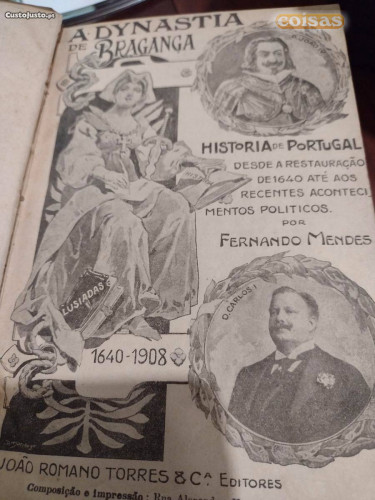 CustoJusto.pt
coisas
A DYNASTIA
DE BRAGANÇA
HISTORIA DE PORTUGAL
DESDE A RESTAURAÇÃO
DE 1640 ATÉ AOS
RECENTES ACONTECI
MENTOS POLITICOS.
POR
FERNANDO MENDES
LUSIADAS
D. CARLOS I
1640-1908
JOÃO ROMANO TORRES & Cª. EDITORES
Composição e impressão: Rua